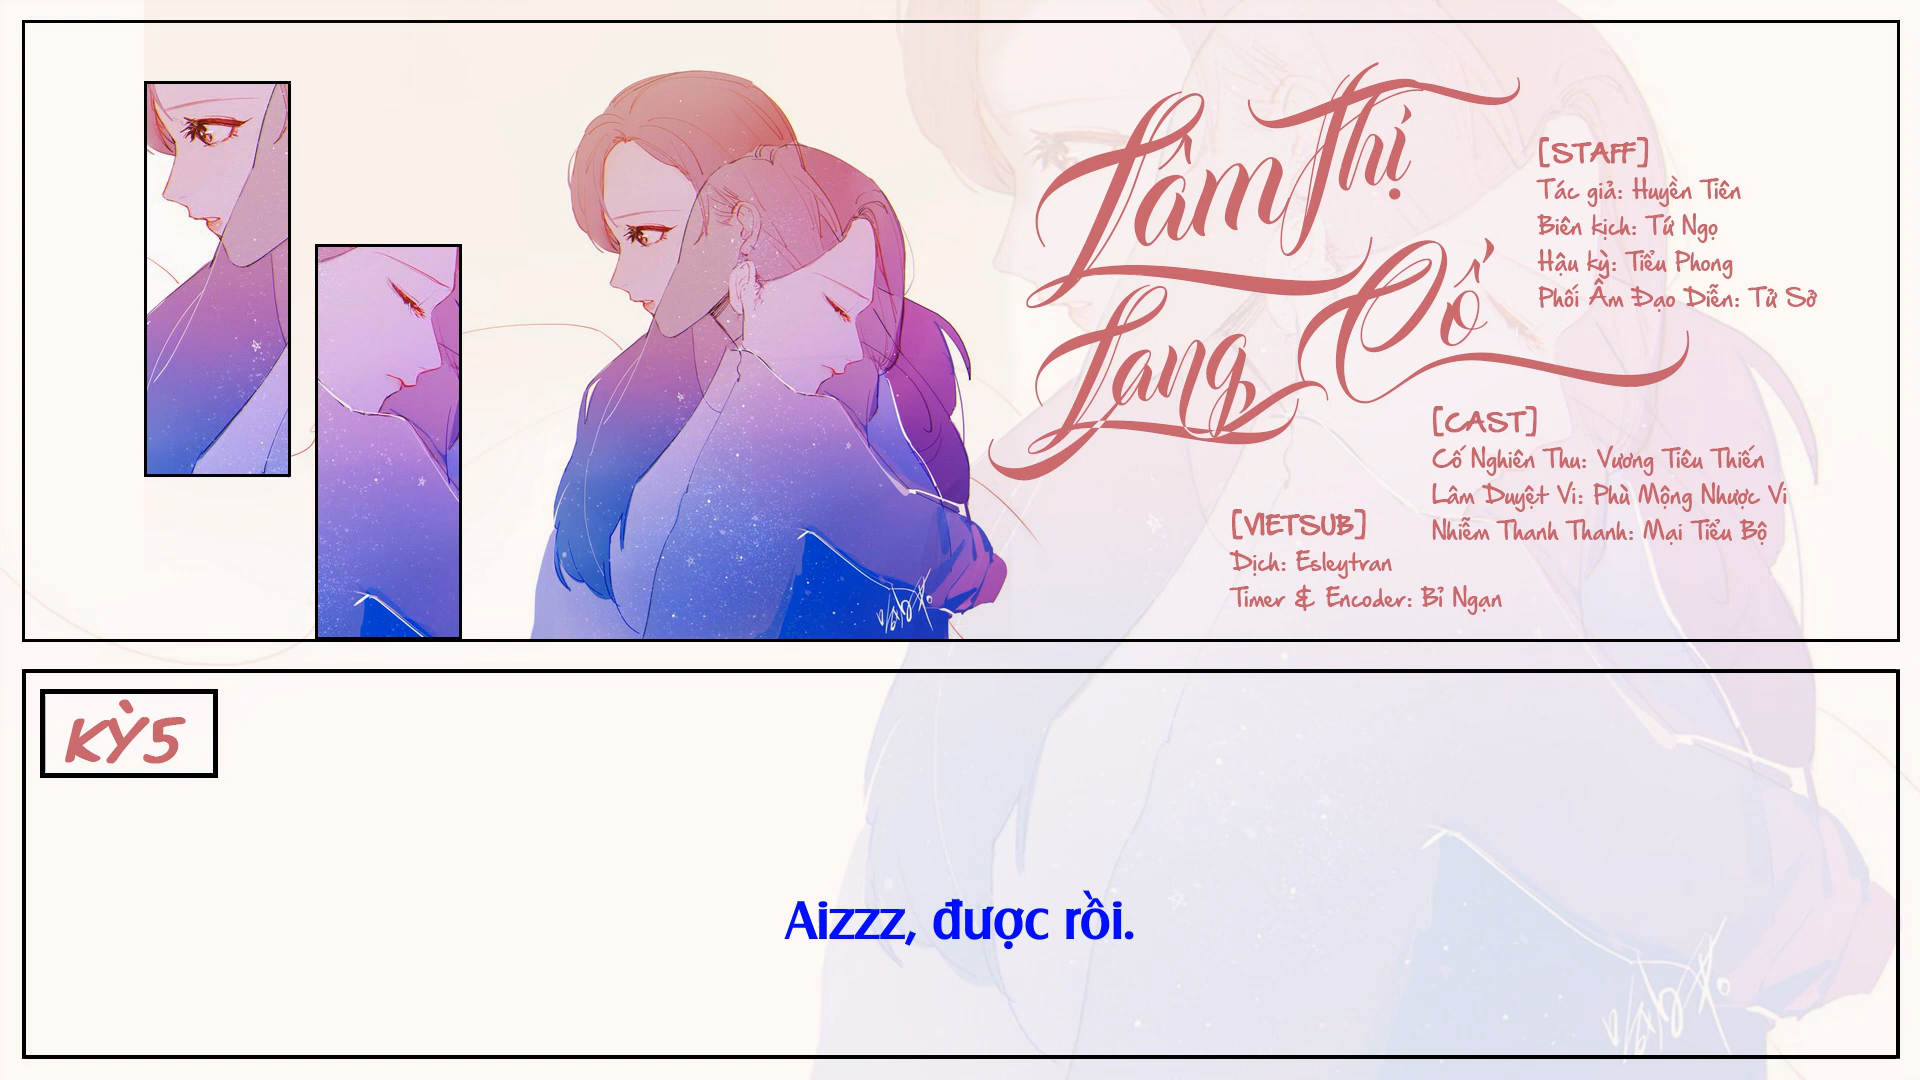 Lâm Thị
Lang Cố
[STAFF]
Tác giả: Huyền Tiên
Biên kịch: Tứ Ngọ
Hậu kỳ: Tiểu Phong
Phối Âm Đạo Diễn: Tử Sở
[CAST]
Cố Nghiên Thu: Vương Tiêu Thiến
Lâm Duyệt Vi: Phù Mộng Nhược Vi
Nhiễm Thanh Thanh: Mại Tiểu Bộ
[VIETSUB]
Dịch: Esleytran
Timer & Encoder: Bỉ Ngạn
KỲ5
Aizzz, được rồi.